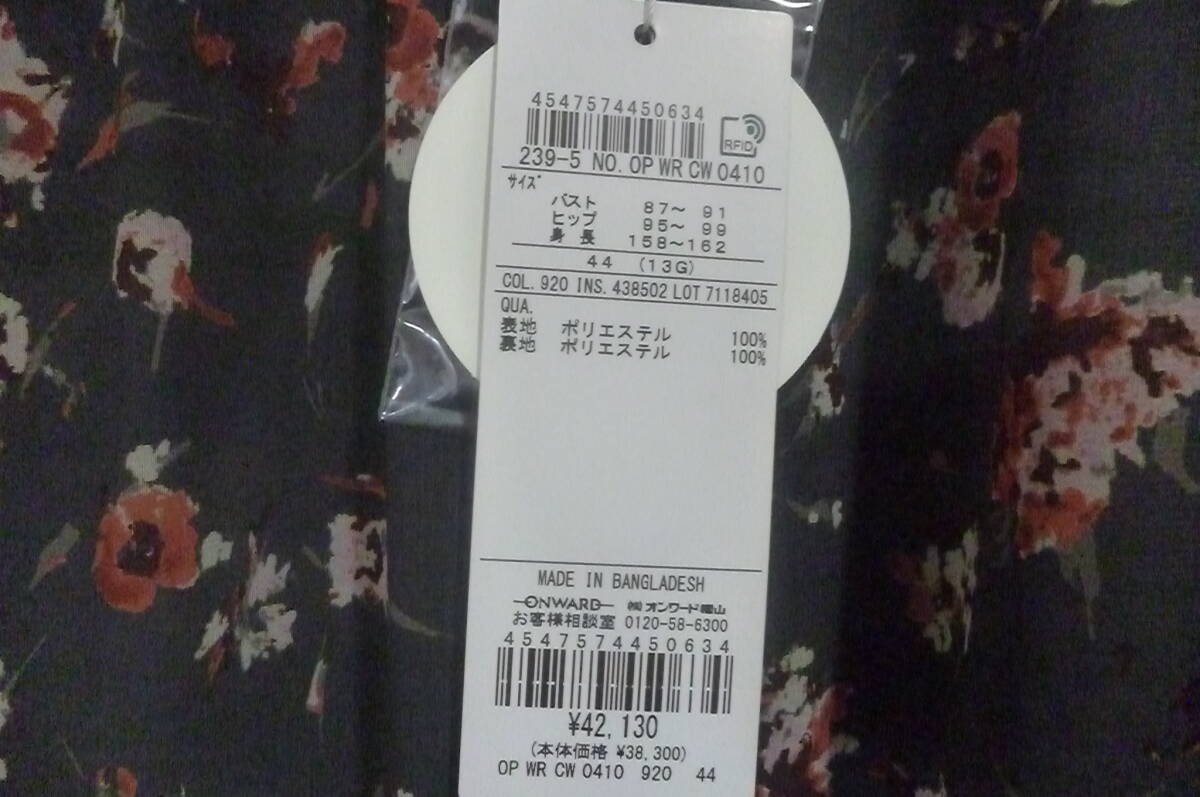 4547574450634
RFID
239-5 NO. OP WR CW 0410
サイズ
バスト 87～ 91
ヒップ 95～ 99
身長 158～162
44 (13G)
COL. 920 INS. 438502 LOT 7118405
QUA.
表地 ポリエステル 100%
裏地 ポリエステル 100%
MADE IN BANGLADESH
ONWARD ㈱オンワード樫山
お客様相談室 0120-58-6300
4547574450634
¥42,130
(本体価格 ¥38,300)
OP WR CW 0410 920 44